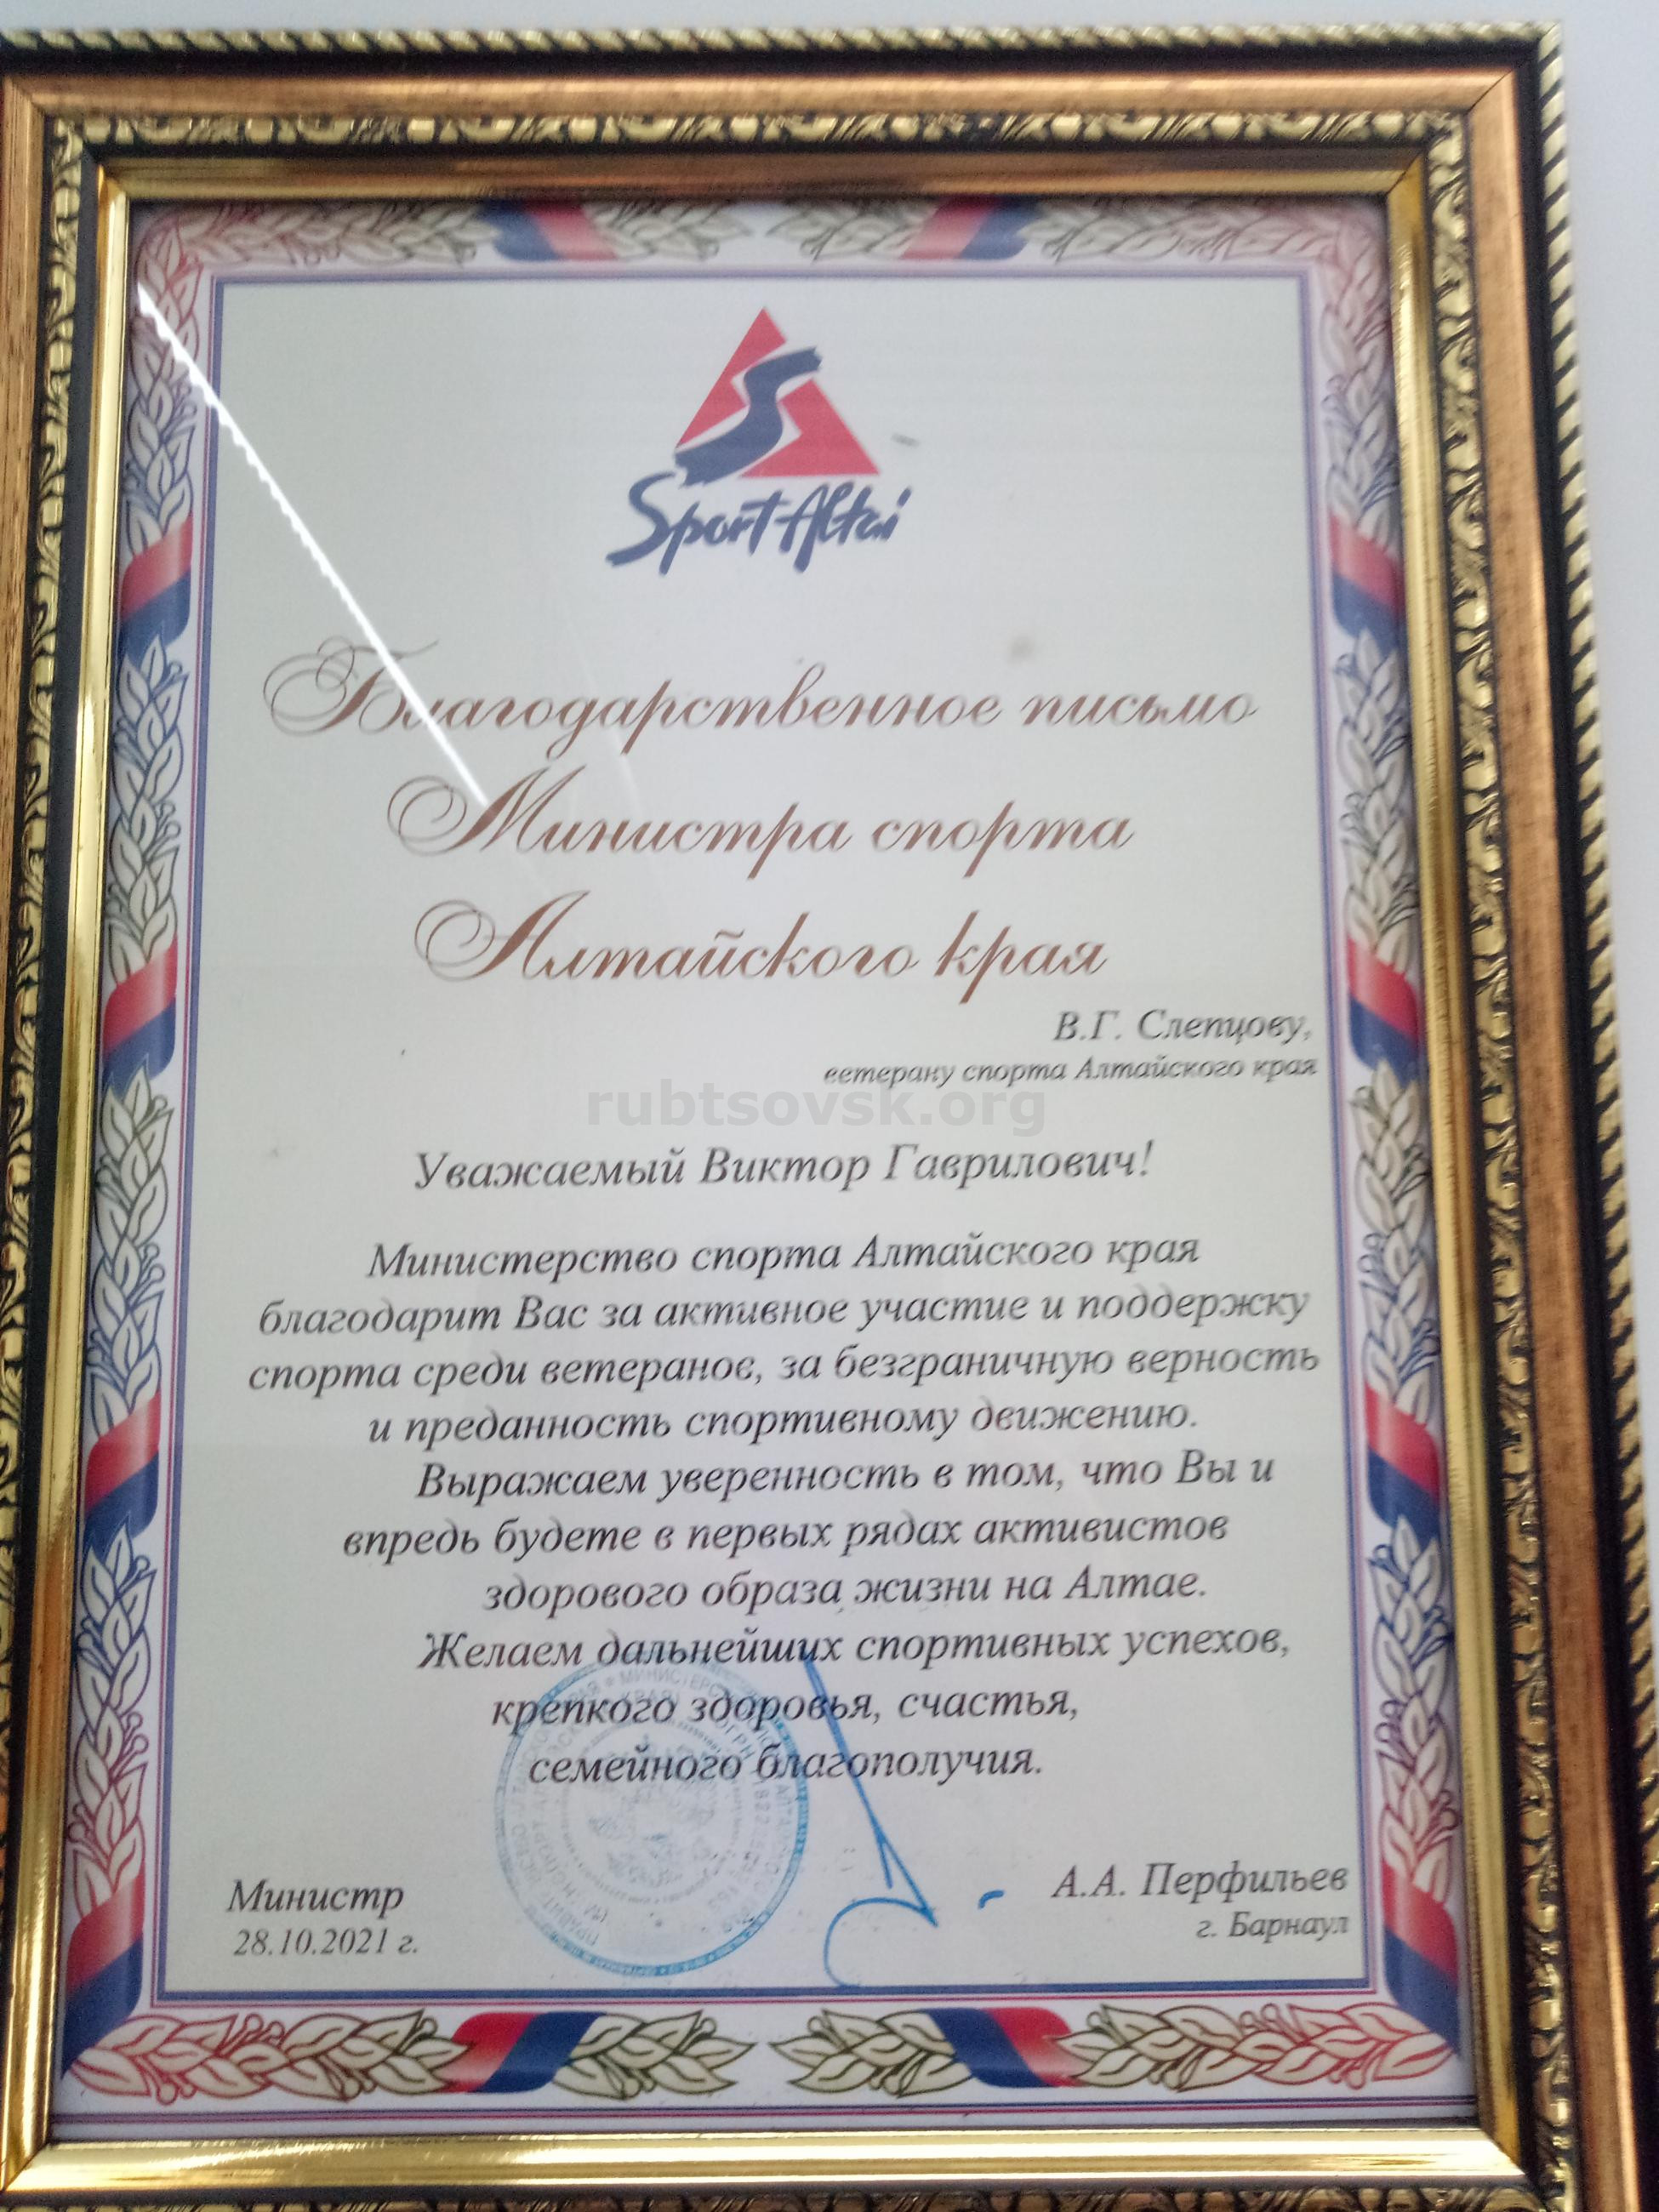 Sport Altai
Благодарственное письмо
Министра спорта
Алтайского края
В.Г. Слепцову,
ветерану спорта Алтайского края
rubtsovsk.org
Уважаемый Виктор Гаврилович!
Министерство спорта Алтайского края
благодарит Вас за активное участие и поддержку
спорта среди ветеранов, за безграничную верность
и преданность спортивному движению.
Выражаем уверенность в том, что Вы и
впредь будете в первых рядах активистов
здорового образа жизни на Алтае.
Желаем дальнейших спортивных успехов,
крепкого здоровья, счастья,
семейного благополучия.
Министр
28.10.2021 г.
А.А. Перфильев
г. Барнаул